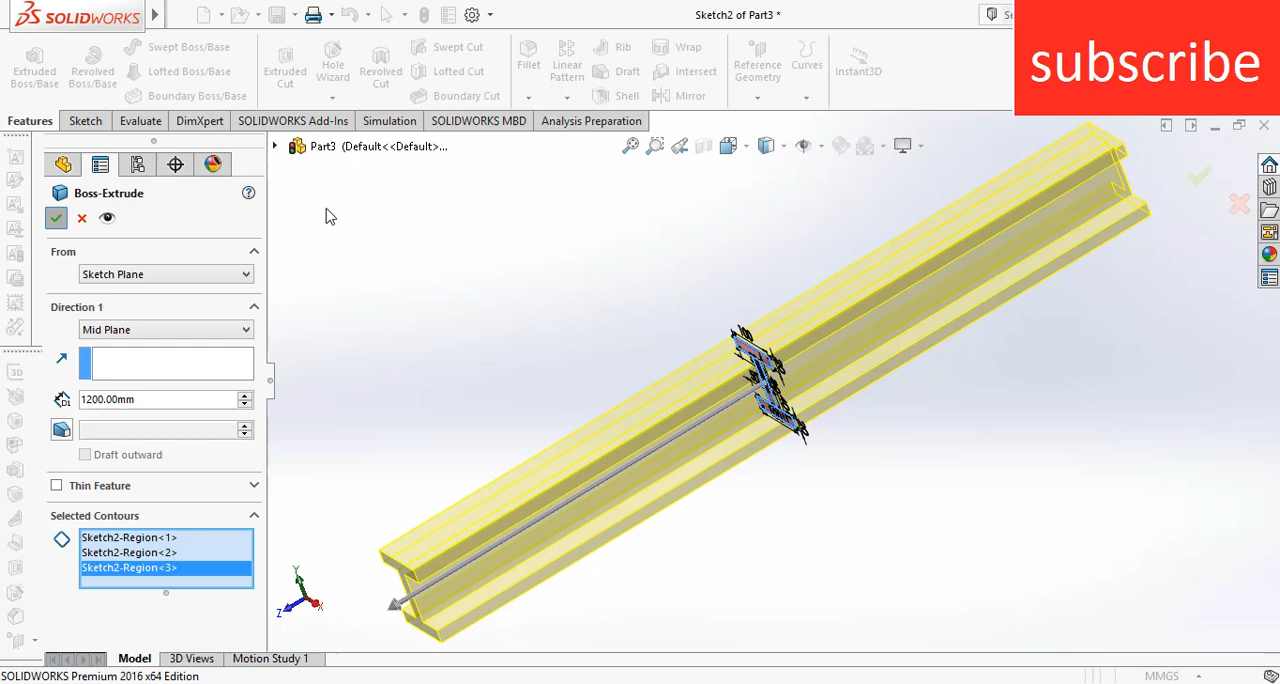 SOLIDWORKS
Sketch2 of Part3 *
Se
subscribe
Extruded Boss/Base
Revolved Boss/Base
Swept Boss/Base
Lofted Boss/Base
Boundary Boss/Base
Extruded Cut
Hole Wizard
Revolved Cut
Swept Cut
Lofted Cut
Boundary Cut
Fillet
Linear Pattern
Rib
Draft
Shell
Wrap
Intersect
Mirror
Reference Geometry
Curves
Instant3D
Features
Sketch
Evaluate
DimXpert
SOLIDWORKS Add-Ins
Simulation
SOLIDWORKS MBD
Analysis Preparation
Part3 (Default<<Default>...
Boss-Extrude
From
Sketch Plane
Direction 1
Mid Plane
D1
1200.00mm
Draft outward
Thin Feature
Selected Contours
Sketch2-Region<1>
Sketch2-Region<2>
Sketch2-Region<3>
3D
Y
Z
X
Model
3D Views
Motion Study 1
SOLIDWORKS Premium 2016 x64 Edition
MMGS